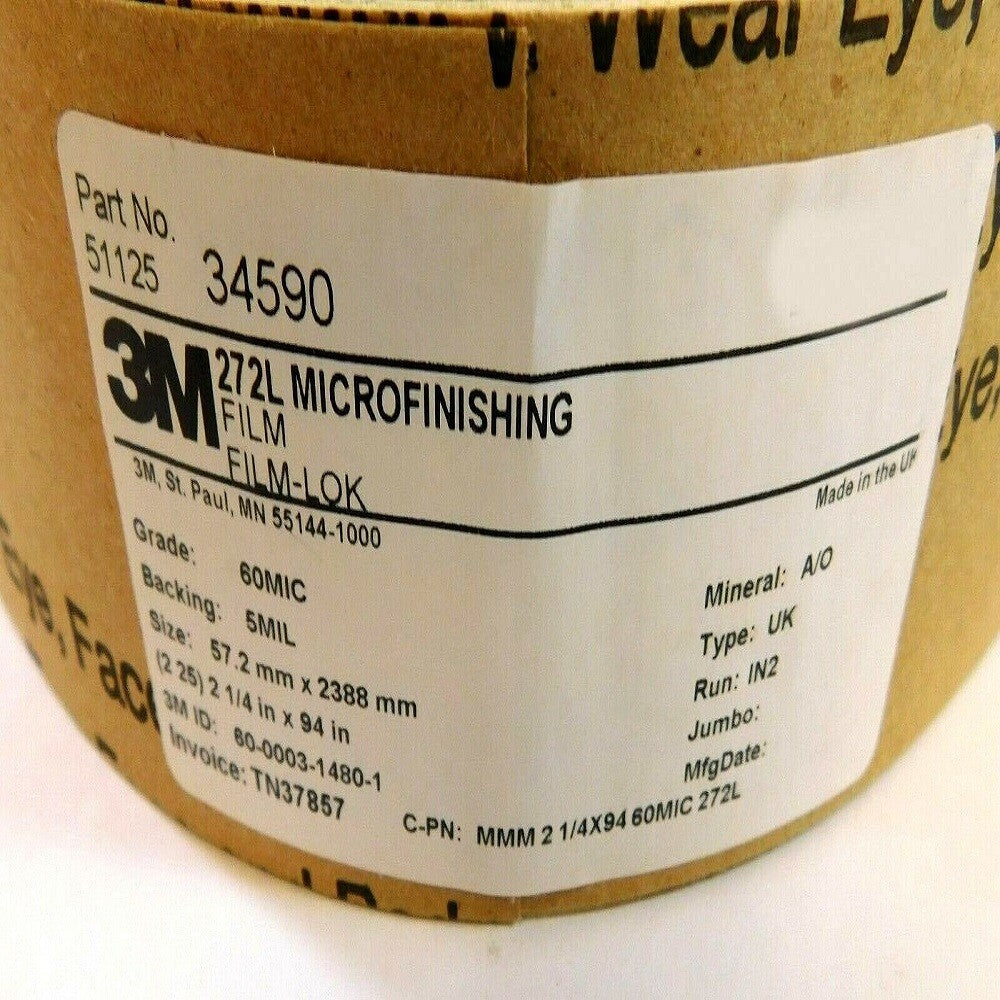 V. Wear Eye,
Part No.
51125 34590
3M 272L MICROFINISHING
FILM
FILM-LOK
3M, St. Paul, MN 55144-1000
Made in the UK
Grade: 60MIC
Mineral: A/O
Backing: 5MIL
Type: UK
Size: 57.2 mm x 2388 mm
Run: IN2
(2 25) 2 1/4 in x 94 in
Jumbo:
3M ID: 60-0003-1480-1
MfgDate:
Invoice: TN37857
C-PN: MMM 2 1/4X94 60MIC 272L
Eye, Face
ye,